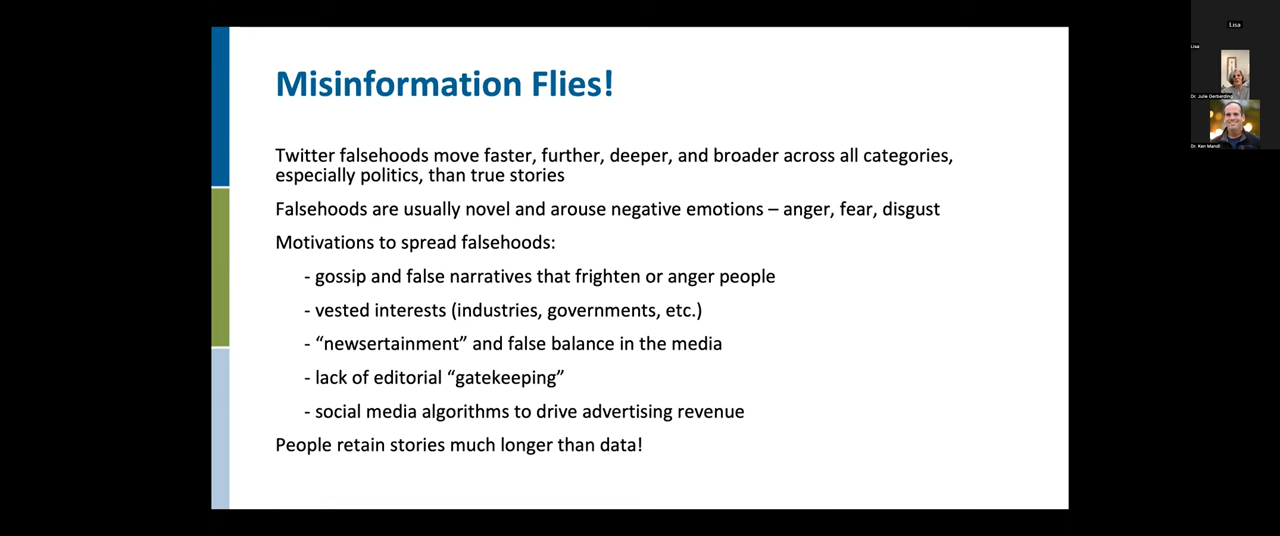 Misinformation Flies!
Twitter falsehoods move faster, further, deeper, and broader across all categories,
especially politics, than true stories
Falsehoods are usually novel and arouse negative emotions – anger, fear, disgust
Motivations to spread falsehoods:
- gossip and false narratives that frighten or anger people
- vested interests (industries, governments, etc.)
- “newsertainment” and false balance in the media
- lack of editorial “gatekeeping”
- social media algorithms to drive advertising revenue
People retain stories much longer than data!
Lisa
Lisa
Dr. Julie Gerberding
Dr. Ken Mandl